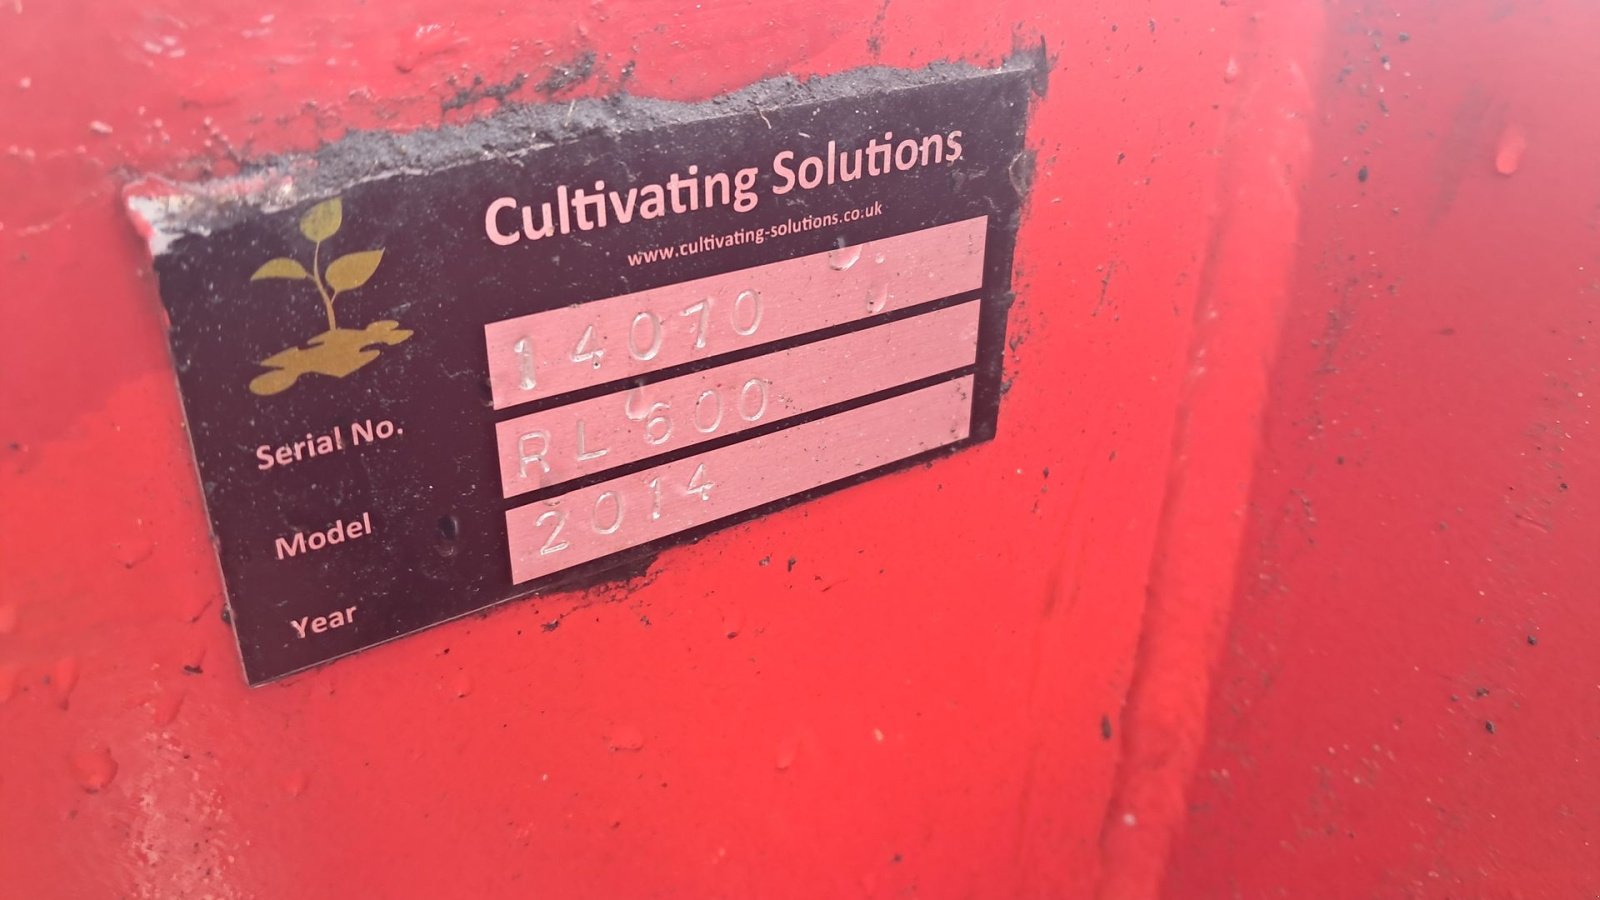 Cultivating Solutions
www.cultivating-solutions.co.uk
Serial No. 14070
Model RL600
Year 2014